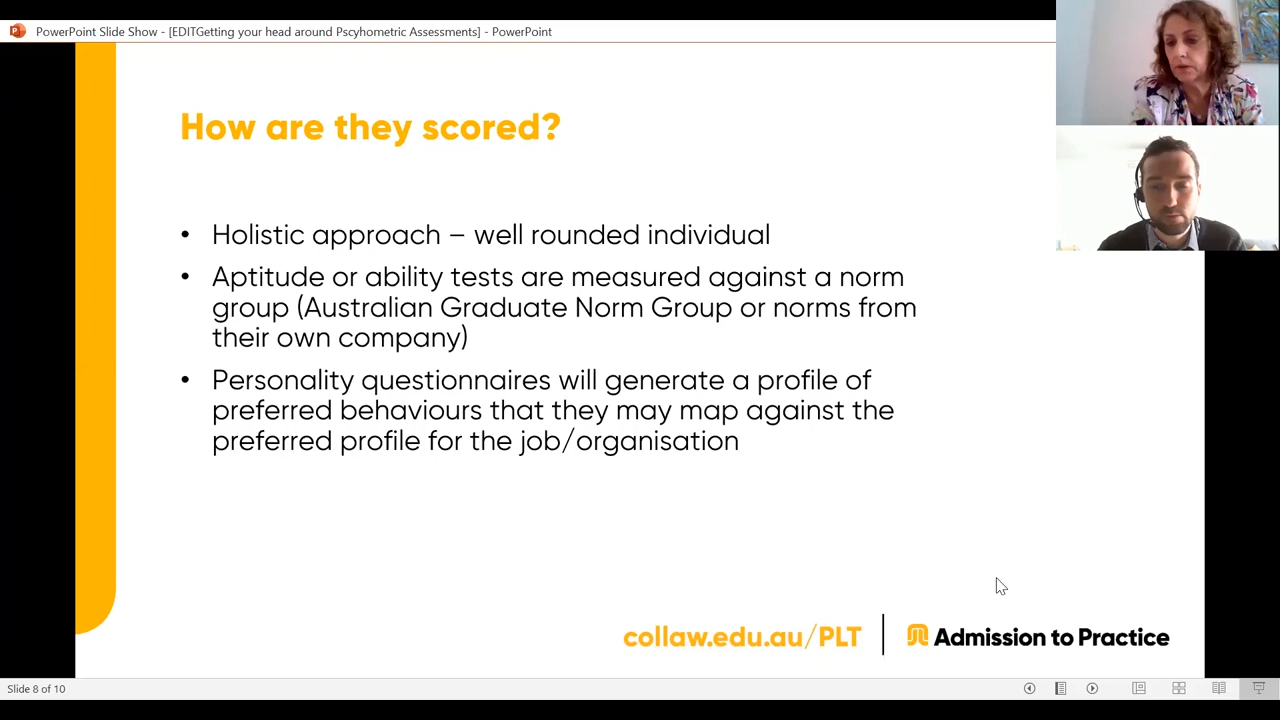 PowerPoint Slide Show - [EDITGetting your head around Pscyhometric Assessments] - PowerPoint
How are they scored?
• Holistic approach – well rounded individual
• Aptitude or ability tests are measured against a norm
group (Australian Graduate Norm Group or norms from
their own company)
• Personality questionnaires will generate a profile of
preferred behaviours that they may map against the
preferred profile for the job/organisation
collaw.edu.au/PLT
Admission to Practice
Slide 8 of 10